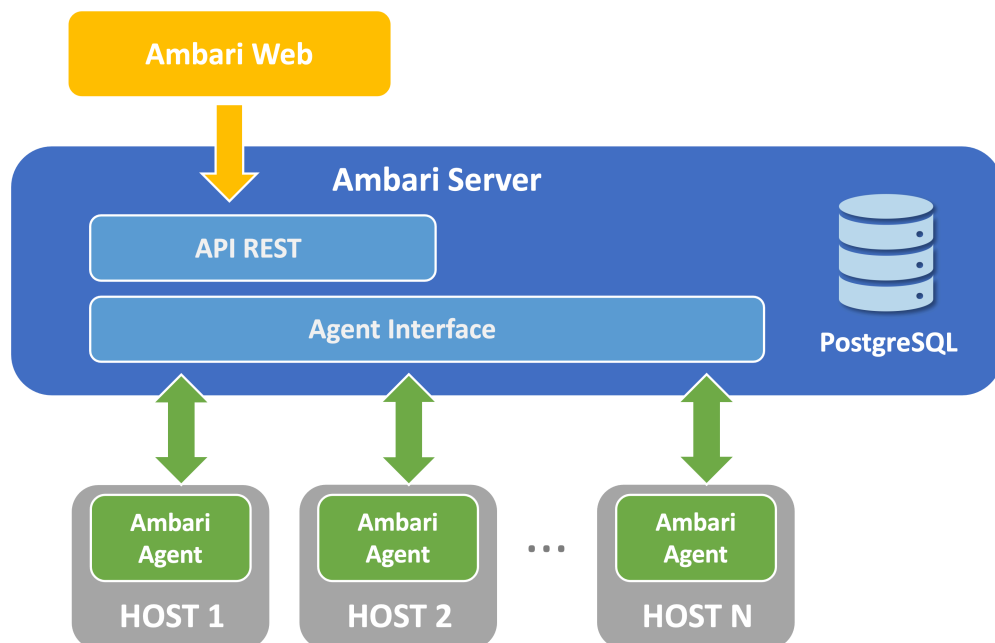 Ambari Web
Ambari Server
API REST
Agent Interface
PostgreSQL
Ambari
Agent
HOST 1
Ambari
Agent
HOST 2
...
Ambari
Agent
HOST N